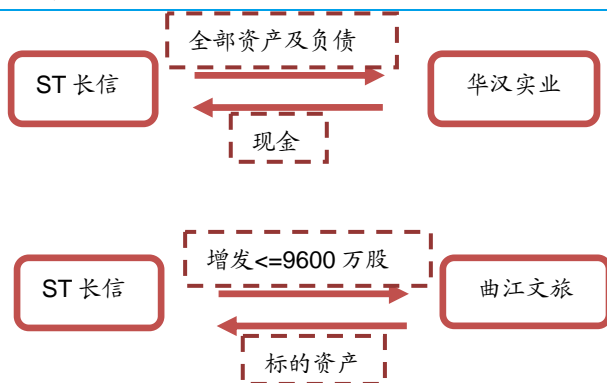 全部资产及负债
ST 长信
华汉实业
现金
增发<=9600 万股
ST 长信
曲江文旅
标的资产